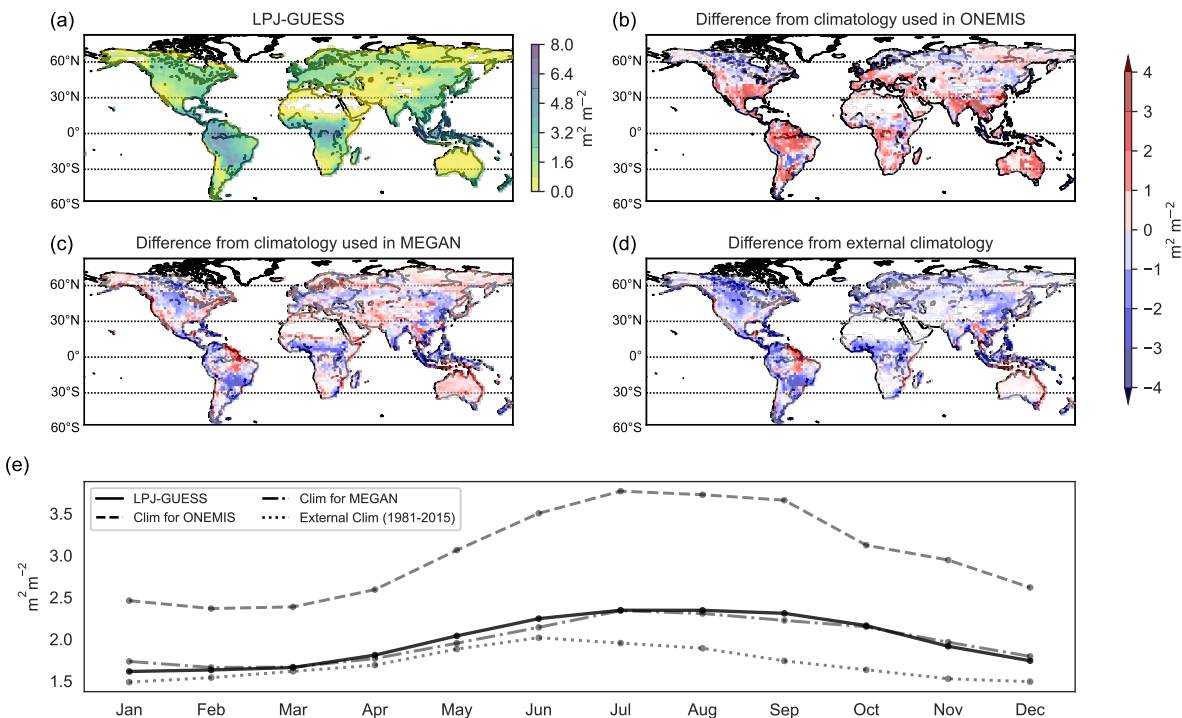 (a) LPJ-GUESS
60°N
30°N
0°
30°S
60°S
8.0
6.4
4.8
3.2
1.6
0.0
m² m⁻²
(b) Difference from climatology used in ONEMIS
60°N
30°N
0°
30°S
60°S
(c) Difference from climatology used in MEGAN
60°N
30°N
0°
30°S
60°S
(d) Difference from external climatology
60°N
30°N
0°
30°S
60°S
4
3
2
1
0
−1
−2
−3
−4
m² m⁻²
(e)
LPJ-GUESS
Clim for ONEMIS
Clim for MEGAN
External Clim (1981-2015)
m² m⁻²
3.5
3.0
2.5
2.0
1.5
Jan Feb Mar Apr May Jun Jul Aug Sep Oct Nov Dec